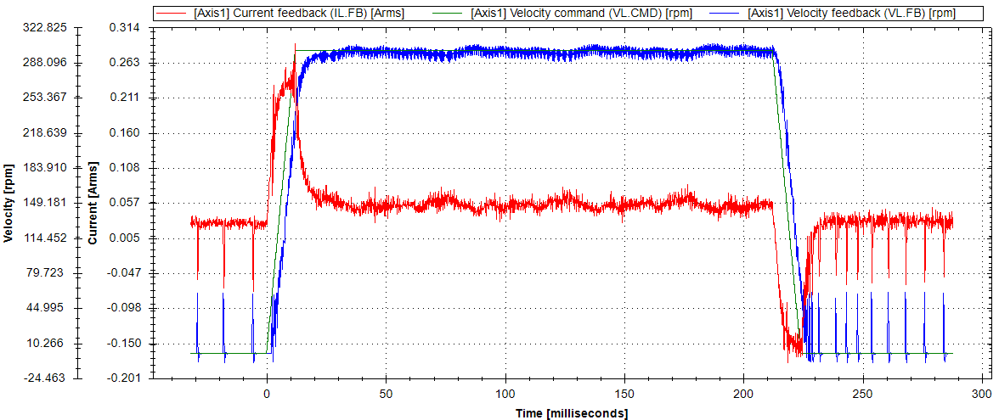 [Axis1] Current feedback (IL.FB) [Arms] [Axis1] Velocity command (VL.CMD) [rpm] [Axis1] Velocity feedback (VL.FB) [rpm]
322.825 0.314
288.096 0.263
253.367 0.211
218.639 0.160
183.910 0.108
149.181 0.057
114.452 0.005
79.723 -0.047
44.995 -0.098
10.266 -0.150
-24.463 -0.201
Velocity [rpm]
Current [Arms]
0 50 100 150 200 250 300
Time [milliseconds]